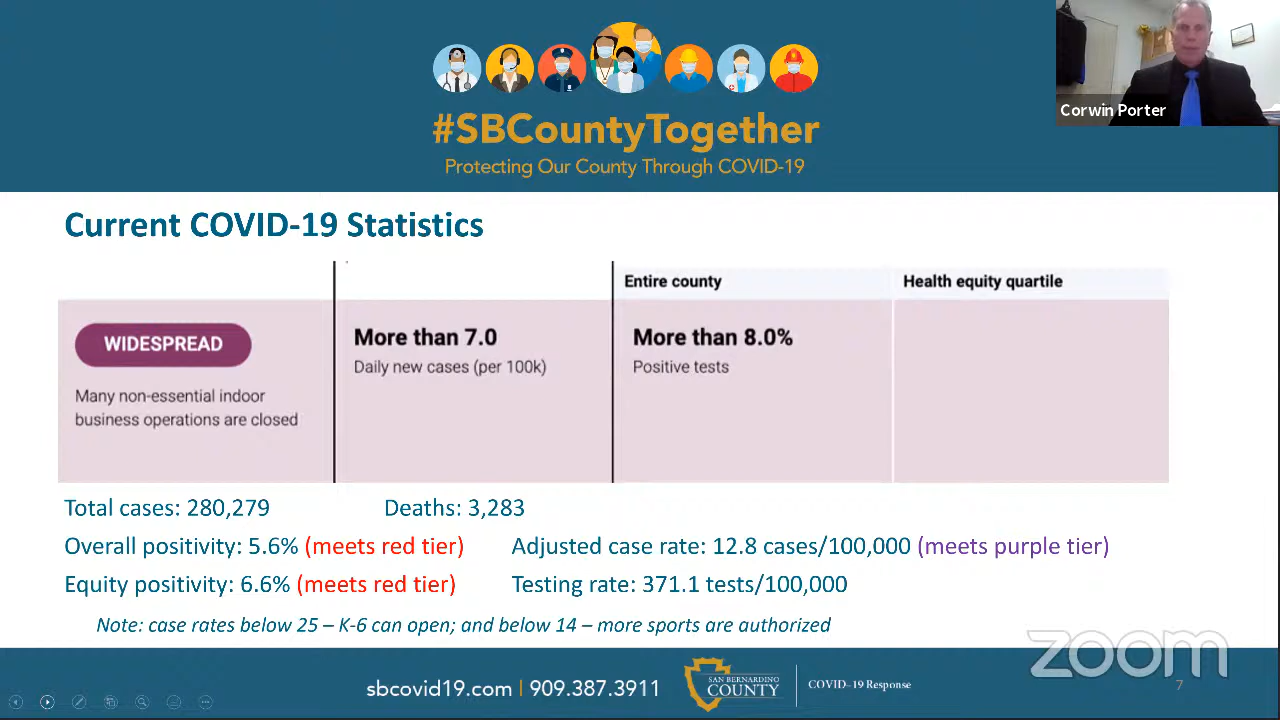 #SBCountyTogether
Protecting Our County Through COVID-19
Corwin Porter
Current COVID-19 Statistics
Entire county
Health equity quartile
WIDESPREAD
Many non-essential indoor
business operations are closed
More than 7.0
Daily new cases (per 100k)
More than 8.0%
Positive tests
Total cases: 280,279
Deaths: 3,283
Overall positivity: 5.6% (meets red tier)
Adjusted case rate: 12.8 cases/100,000 (meets purple tier)
Equity positivity: 6.6% (meets red tier)
Testing rate: 371.1 tests/100,000
Note: case rates below 25 – K-6 can open; and below 14 – more sports are authorized
zoom
sbcovid19.com | 909.387.3911
SAN BERNARDINO
COUNTY
COVID–19 Response
7